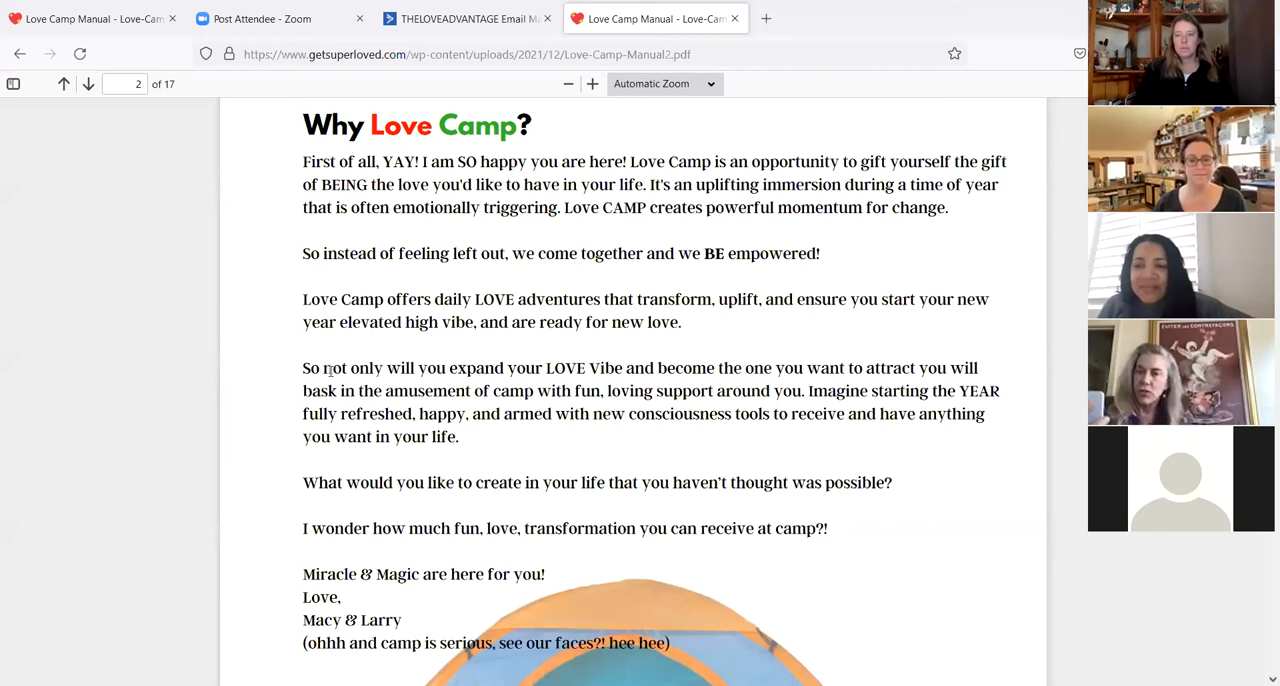 Love Camp Manual - Love-Cam
Post Attendee - Zoom
THELOVEADVANTAGE Email Ma
Love Camp Manual - Love-Cam
https://www.getsuperloved.com/wp-content/uploads/2021/12/Love-Camp-Manual2.pdf
2 of 17
Automatic Zoom
Why Love Camp?
First of all, YAY! I am SO happy you are here! Love Camp is an opportunity to gift yourself the gift
of BEING the love you'd like to have in your life. It's an uplifting immersion during a time of year
that is often emotionally triggering. Love CAMP creates powerful momentum for change.
So instead of feeling left out, we come together and we BE empowered!
Love Camp offers daily LOVE adventures that transform, uplift, and ensure you start your new
year elevated high vibe, and are ready for new love.
So not only will you expand your LOVE Vibe and become the one you want to attract you will
bask in the amusement of camp with fun, loving support around you. Imagine starting the YEAR
fully refreshed, happy, and armed with new consciousness tools to receive and have anything
you want in your life.
What would you like to create in your life that you haven't thought was possible?
I wonder how much fun, love, transformation you can receive at camp?!
Miracle & Magic are here for you!
Love,
Macy & Larry
(ohhh and camp is serious, see our faces?! hee hee)